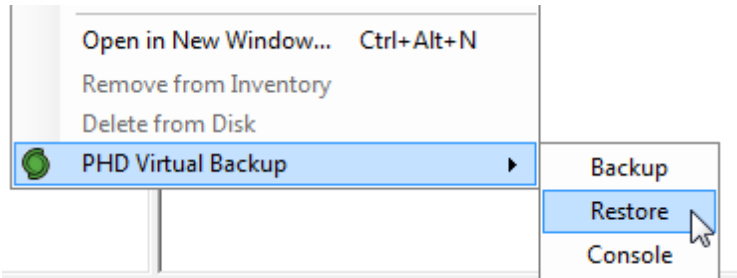 Open in New Window... Ctrl+Alt+N
Remove from Inventory
Delete from Disk
PHD Virtual Backup
Backup
Restore
Console